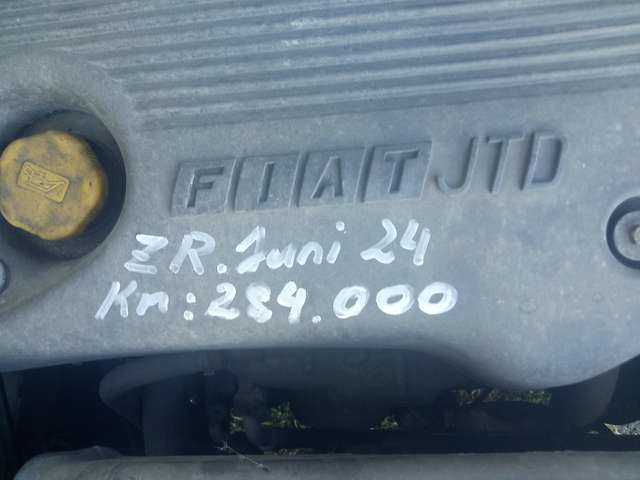 FIAT JTD
ZR. Juni 24
Km: 284.000